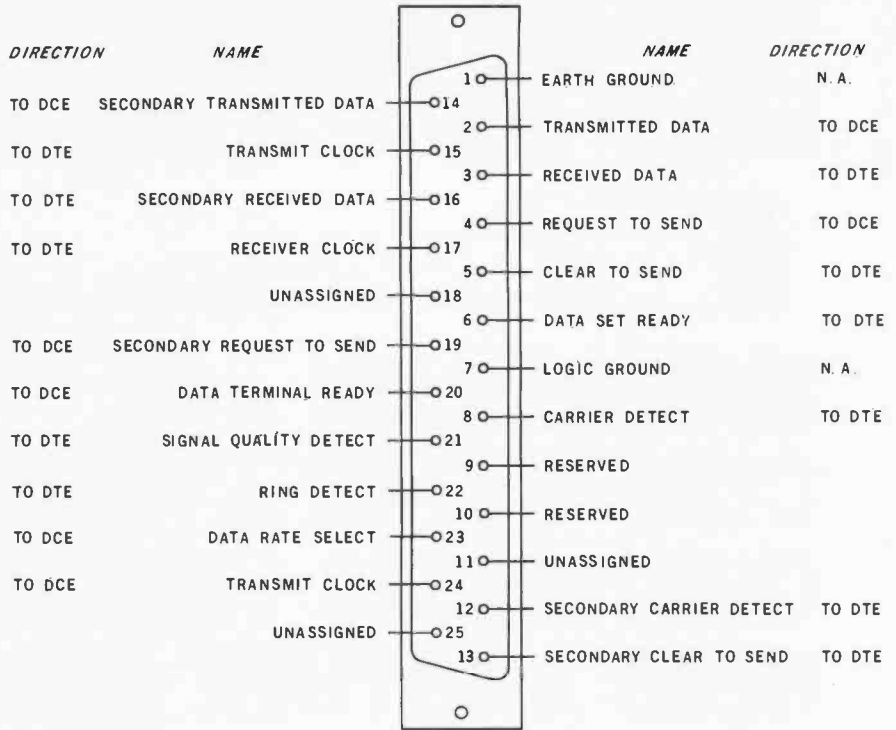 DIRECTION NAME NAME DIRECTION
1 EARTH GROUND N.A.
TO DCE SECONDARY TRANSMITTED DATA 14
2 TRANSMITTED DATA TO DCE
TO DTE TRANSMIT CLOCK 15
3 RECEIVED DATA TO DTE
TO DTE SECONDARY RECEIVED DATA 16
4 REQUEST TO SEND TO DCE
TO DTE RECEIVER CLOCK 17
5 CLEAR TO SEND TO DTE
UNASSIGNED 18
6 DATA SET READY TO DTE
TO DCE SECONDARY REQUEST TO SEND 19
7 LOGIC GROUND N.A.
TO DCE DATA TERMINAL READY 20
8 CARRIER DETECT TO DTE
TO DTE SIGNAL QUALITY DETECT 21
9 RESERVED
TO DTE RING DETECT 22
10 RESERVED
TO DCE DATA RATE SELECT 23
11 UNASSIGNED
TO DCE TRANSMIT CLOCK 24
12 SECONDARY CARRIER DETECT TO DTE
UNASSIGNED 25
13 SECONDARY CLEAR TO SEND TO DTE